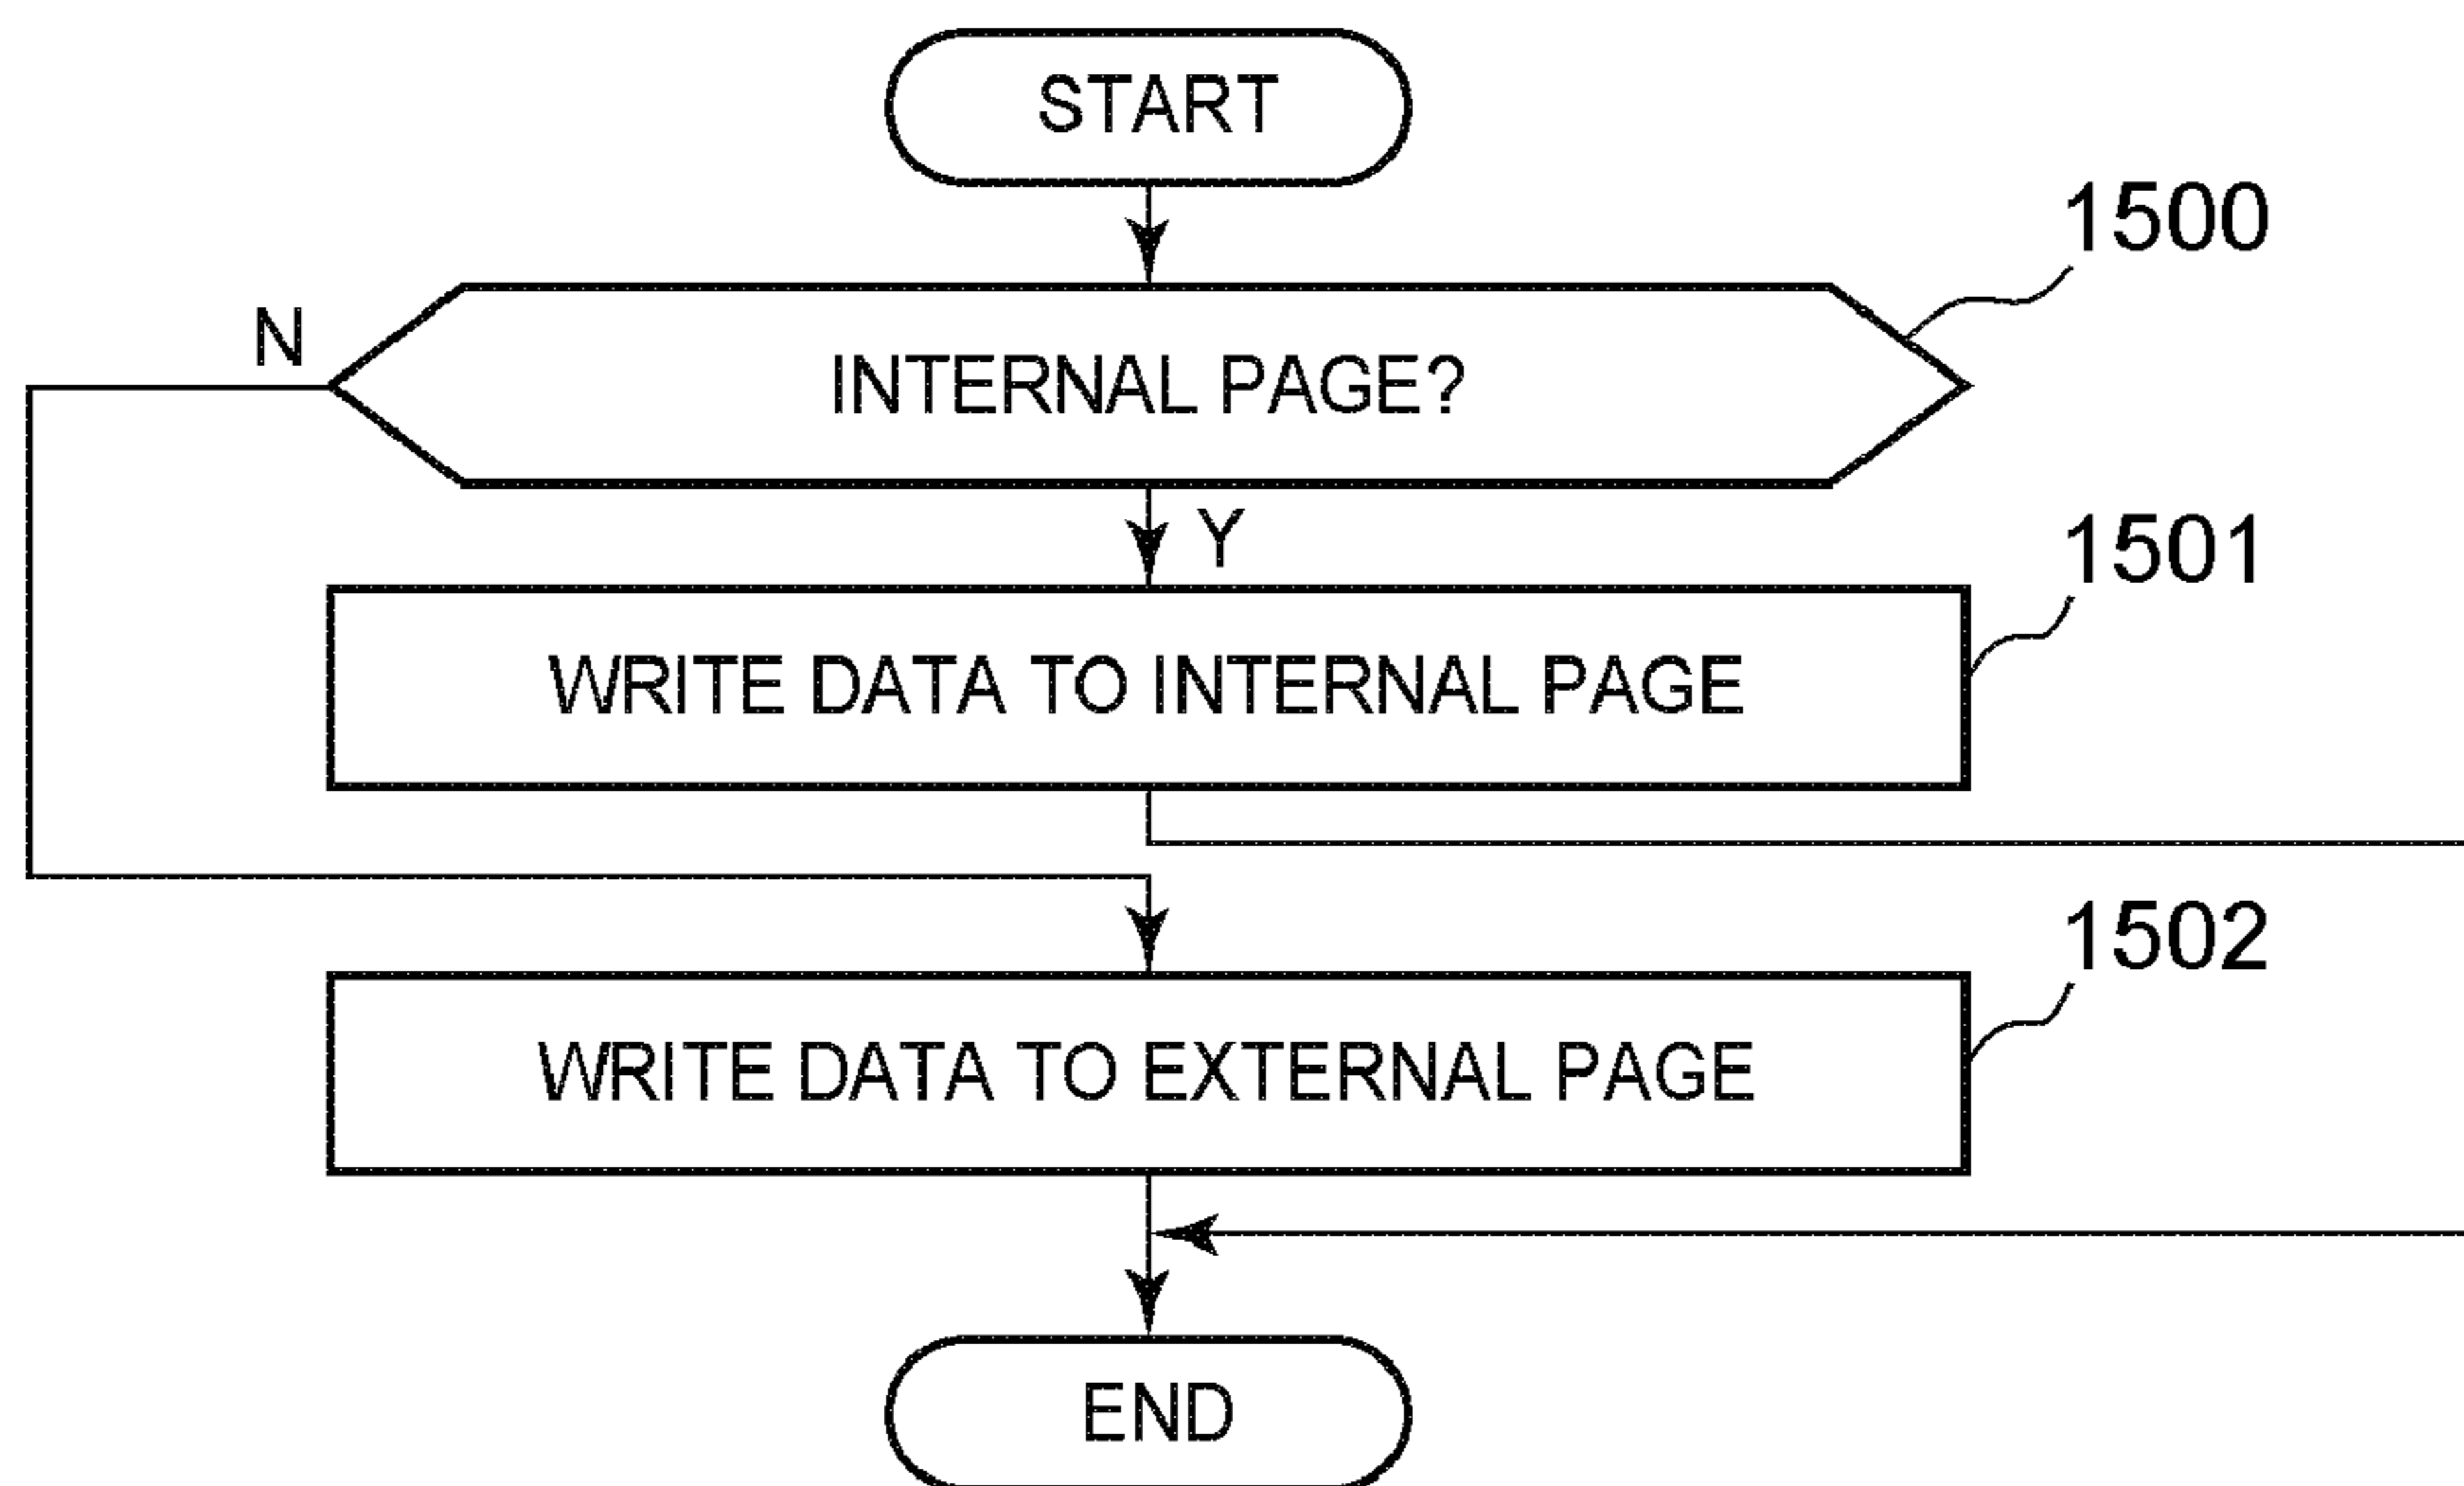 START
1500
N
INTERNAL PAGE?
Y
1501
WRITE DATA TO INTERNAL PAGE
1502
WRITE DATA TO EXTERNAL PAGE
END